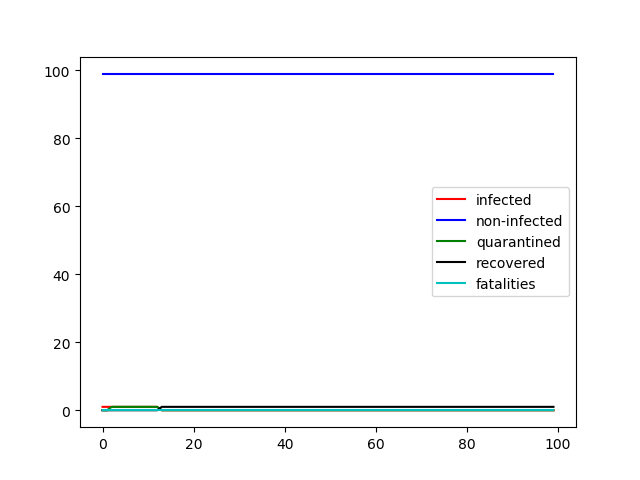 100
80
60
40
20
0
infected
non-infected
quarantined
recovered
fatalities
0 20 40 60 80 100